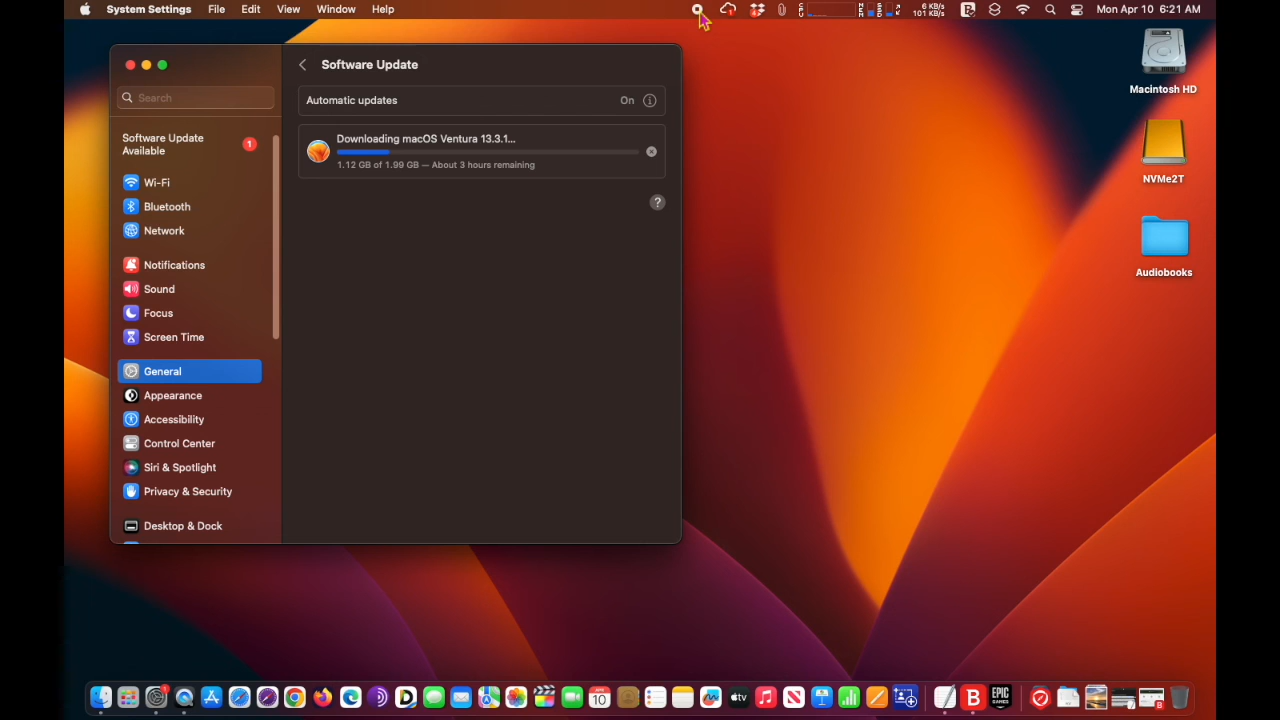 System Settings File Edit View Window Help
6 KB/s
101 KB/s
Mon Apr 10 6:21 AM
Software Update
Search
Automatic updates On
Software Update
Available
1
Downloading macOS Ventura 13.3.1...
1.12 GB of 1.99 GB — About 3 hours remaining
?
Wi-Fi
Bluetooth
Network
Notifications
Sound
Focus
Screen Time
General
Appearance
Accessibility
Control Center
Siri & Spotlight
Privacy & Security
Desktop & Dock
Macintosh HD
NVMe2T
Audiobooks
10
EPIC
GAMES